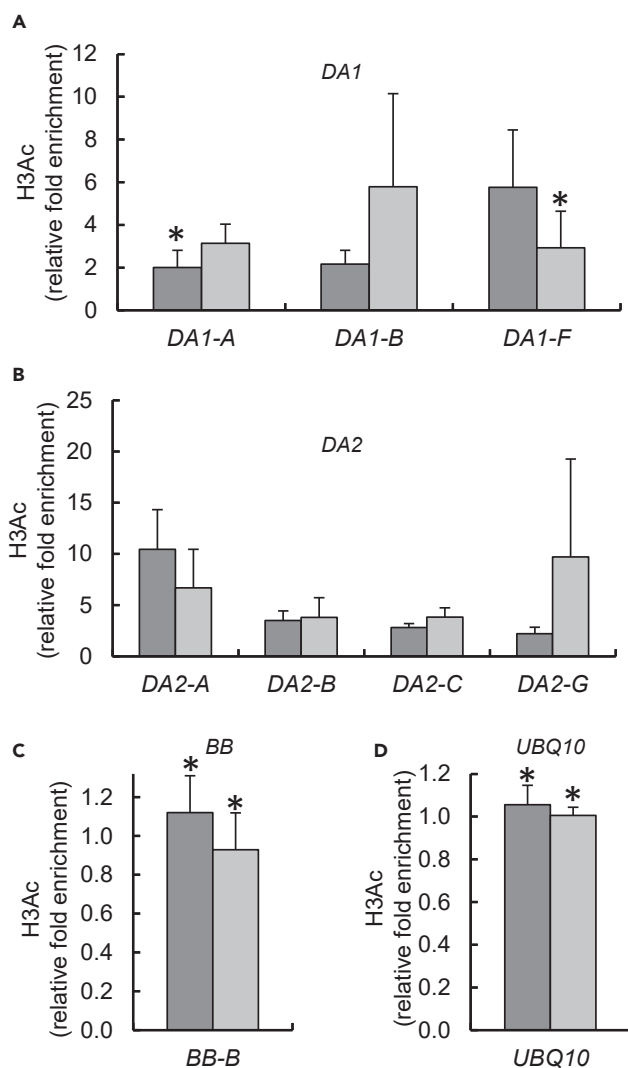 A
DA1
H3Ac
(relative fold enrichment)
12
10
8
6
4
2
0
*
*
DA1-A DA1-B DA1-F
B
DA2
H3Ac
(relative fold enrichment)
25
20
15
10
5
0
DA2-A DA2-B DA2-C DA2-G
C
BB
H3Ac
(relative fold enrichment)
1.2
1.0
0.8
0.6
0.4
0.2
0.0
*
*
BB-B
D
UBQ10
H3Ac
(relative fold enrichment)
1.2
1.0
0.8
0.6
0.4
0.2
0.0
*
*
UBQ10